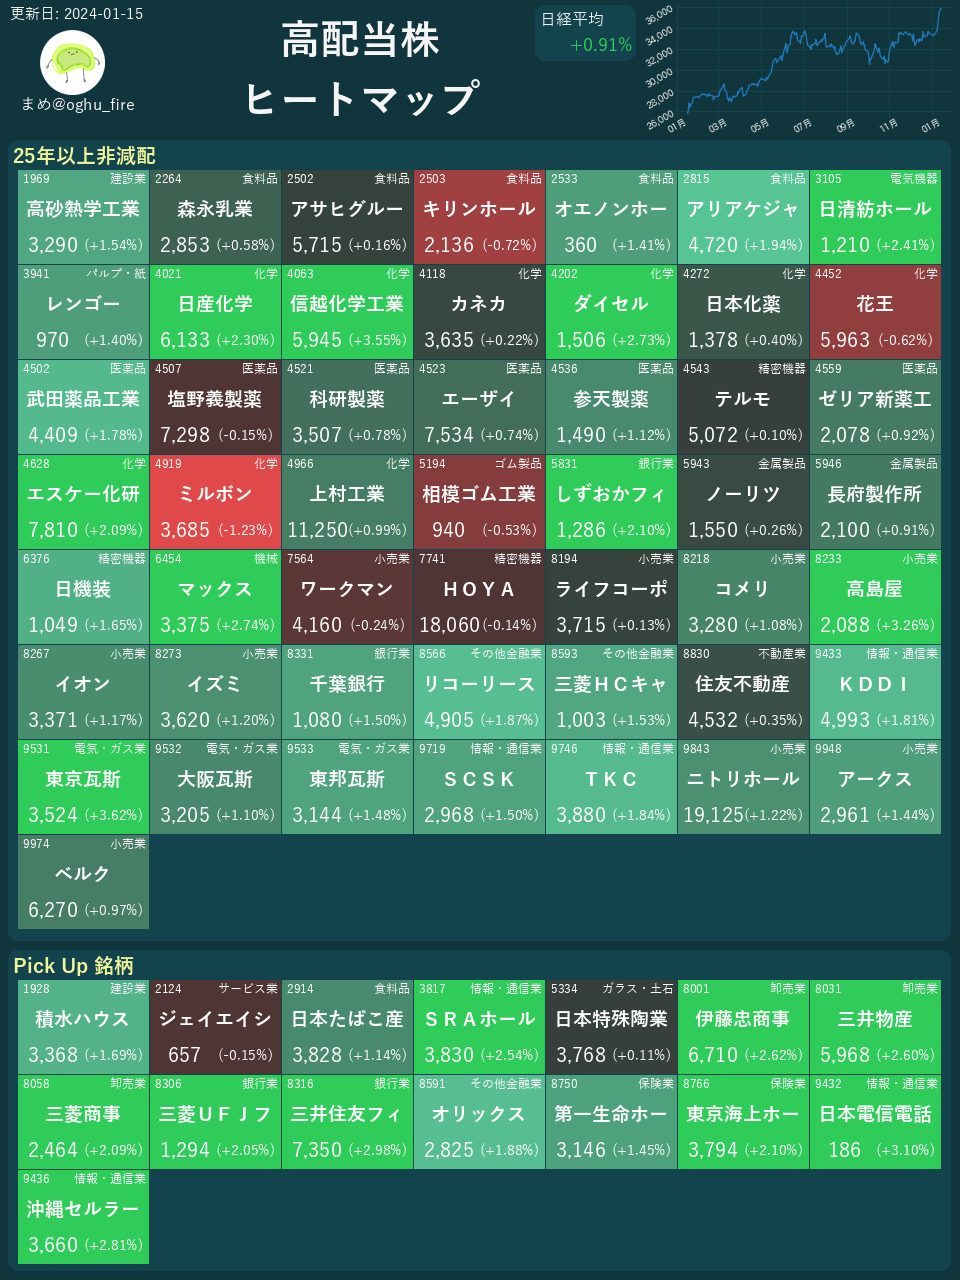 更新日: 2024-01-15
まめ@oghu_fire
高配当株
ヒートマップ
日経平均
+0.91%
36,000
34,000
32,000
30,000
28,000
26,000
01月 03月 05月 07月 09月 11月 01月
25年以上非減配
1969 建設業 2264 食料品 2502 食料品 2503 食料品 2533 食料品 2815 食料品 3105 電気機器
高砂熱学工業 森永乳業 アサヒグルー キリンホール オエノンホー アリアケジャ 日清紡ホール
3,290 (+1.54%) 2,853 (+0.58%) 5,715 (+0.16%) 2,136 (-0.72%) 360 (+1.41%) 4,720 (+1.94%) 1,210 (+2.41%)
3941 パルプ・紙 4021 化学 4063 化学 4118 化学 4202 化学 4272 化学 4452 化学
レンゴー 日産化学 信越化学工業 カネカ ダイセル 日本化薬 花王
970 (+1.40%) 6,133 (+2.30%) 5,945 (+3.55%) 3,635 (+0.22%) 1,506 (+2.73%) 1,378 (+0.40%) 5,963 (-0.62%)
4502 医薬品 4507 医薬品 4521 医薬品 4523 医薬品 4536 医薬品 4543 精密機器 4559 医薬品
武田薬品工業 塩野義製薬 科研製薬 エーザイ 参天製薬 テルモ ゼリア新薬工
4,409 (+1.78%) 7,298 (-0.15%) 3,507 (+0.78%) 7,534 (+0.74%) 1,490 (+1.12%) 5,072 (+0.10%) 2,078 (+0.92%)
4628 化学 4919 化学 4966 化学 5194 ゴム製品 5831 銀行業 5943 金属製品 5946 金属製品
エスケー化研 ミルボン 上村工業 相模ゴム工業 しずおかフィ ノーリツ 長府製作所
7,810 (+2.09%) 3,685 (-1.23%) 11,250 (+0.99%) 940 (-0.53%) 1,286 (+2.10%) 1,550 (+0.26%) 2,100 (+0.91%)
6376 精密機器 6454 機械 7564 小売業 7741 精密機器 8194 小売業 8218 小売業 8233 小売業
日機装 マックス ワークマン ＨＯＹＡ ライフコーポ コメリ 高島屋
1,049 (+1.65%) 3,375 (+2.74%) 4,160 (-0.24%) 18,060 (-0.14%) 3,715 (+0.13%) 3,280 (+1.08%) 2,088 (+3.26%)
8267 小売業 8273 小売業 8331 銀行業 8566 その他金融業 8593 その他金融業 8830 不動産業 9433 情報・通信業
イオン イズミ 千葉銀行 リコーリース 三菱ＨＣキャ 住友不動産 ＫＤＤＩ
3,371 (+1.17%) 3,620 (+1.20%) 1,080 (+1.50%) 4,905 (+1.87%) 1,003 (+1.53%) 4,532 (+0.35%) 4,993 (+1.81%)
9531 電気・ガス業 9532 電気・ガス業 9533 電気・ガス業 9719 情報・通信業 9746 情報・通信業 9843 小売業 9948 小売業
東京瓦斯 大阪瓦斯 東邦瓦斯 ＳＣＳＫ ＴＫＣ ニトリホール アークス
3,524 (+3.62%) 3,205 (+1.10%) 3,144 (+1.48%) 2,968 (+1.50%) 3,880 (+1.84%) 19,125 (+1.22%) 2,961 (+1.44%)
9974 小売業
ベルク
6,270 (+0.97%)
Pick Up 銘柄
1928 建設業 2124 サービス業 2914 食料品 3817 情報・通信業 5334 ガラス・土石 8001 卸売業 8031 卸売業
積水ハウス ジェイエイシ 日本たばこ産 ＳＲＡホール 日本特殊陶業 伊藤忠商事 三井物産
3,368 (+1.69%) 657 (-0.15%) 3,828 (+1.14%) 3,830 (+2.54%) 3,768 (+0.11%) 6,710 (+2.62%) 5,968 (+2.60%)
8058 卸売業 8306 銀行業 8316 銀行業 8591 その他金融業 8750 保険業 8766 保険業 9432 情報・通信業
三菱商事 三菱ＵＦＪフ 三井住友フィ オリックス 第一生命ホー 東京海上ホー 日本電信電話
2,464 (+2.09%) 1,294 (+2.05%) 7,350 (+2.98%) 2,825 (+1.88%) 3,146 (+1.45%) 3,794 (+2.10%) 186 (+3.10%)
9436 情報・通信業
沖縄セルラー
3,660 (+2.81%)